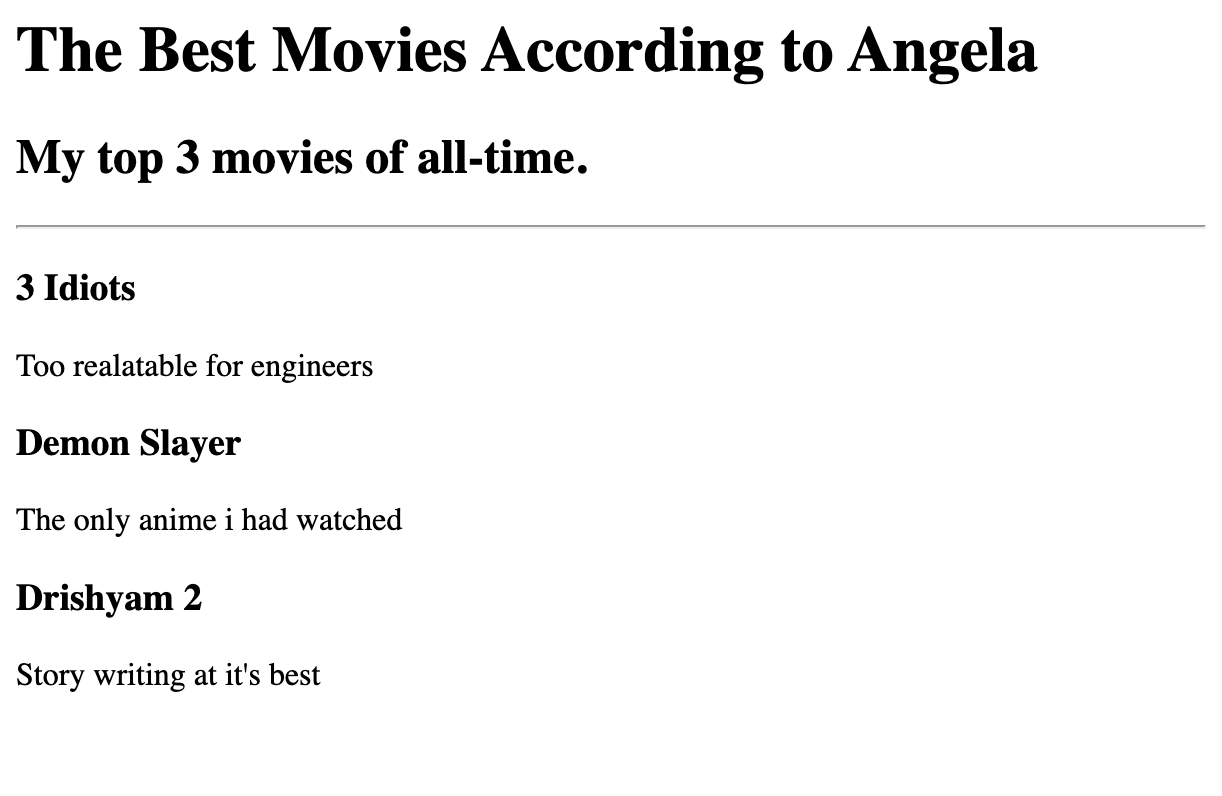 The Best Movies According to Angela
My top 3 movies of all-time.
3 Idiots
Too realatable for engineers
Demon Slayer
The only anime i had watched
Drishyam 2
Story writing at it's best